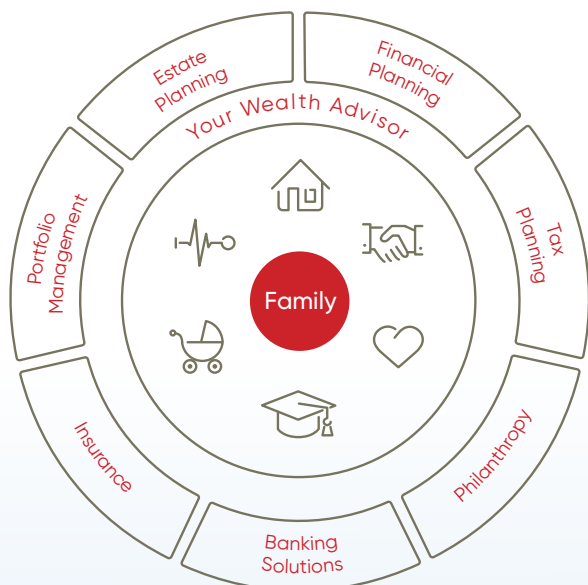 Estate
Planning
Financial
Planning
Your Wealth Advisor
Tax
Planning
Portfolio
Management
Family
Insurance
Philanthropy
Banking
Solutions